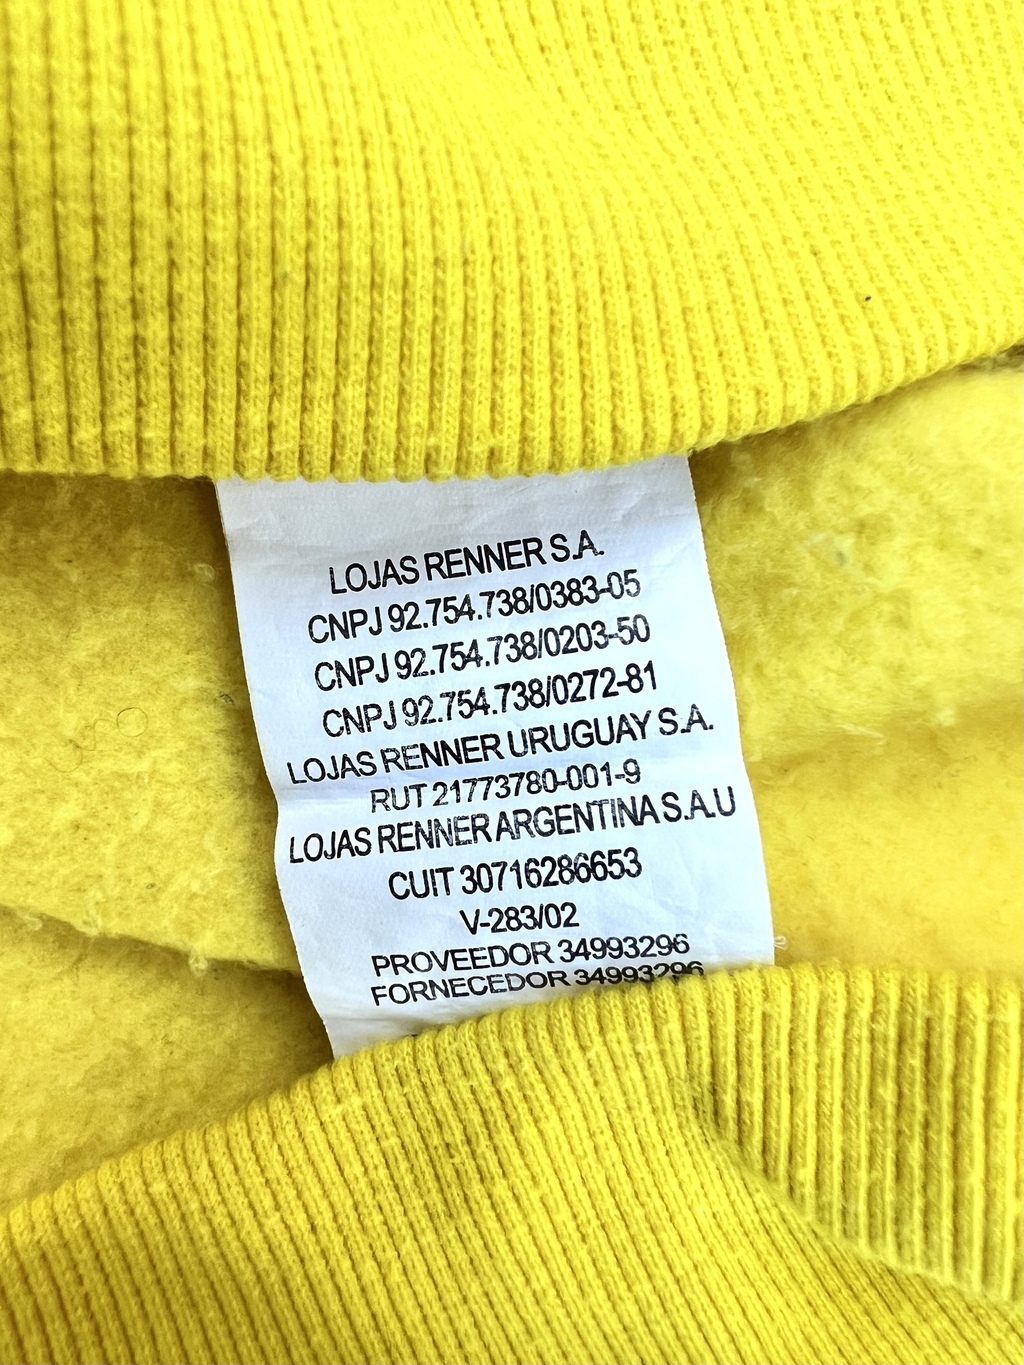 LOJAS RENNER S.A.
CNPJ 92.754.738/0383-05
CNPJ 92.754.738/0203-50
CNPJ 92.754.738/0272-81
LOJAS RENNER URUGUAY S.A.
RUT 21773780-001-9
LOJAS RENNER ARGENTINA S.A.U
CUIT 30716286653
V-283/02
PROVEEDOR 34993296
FORNECEDOR 34993296